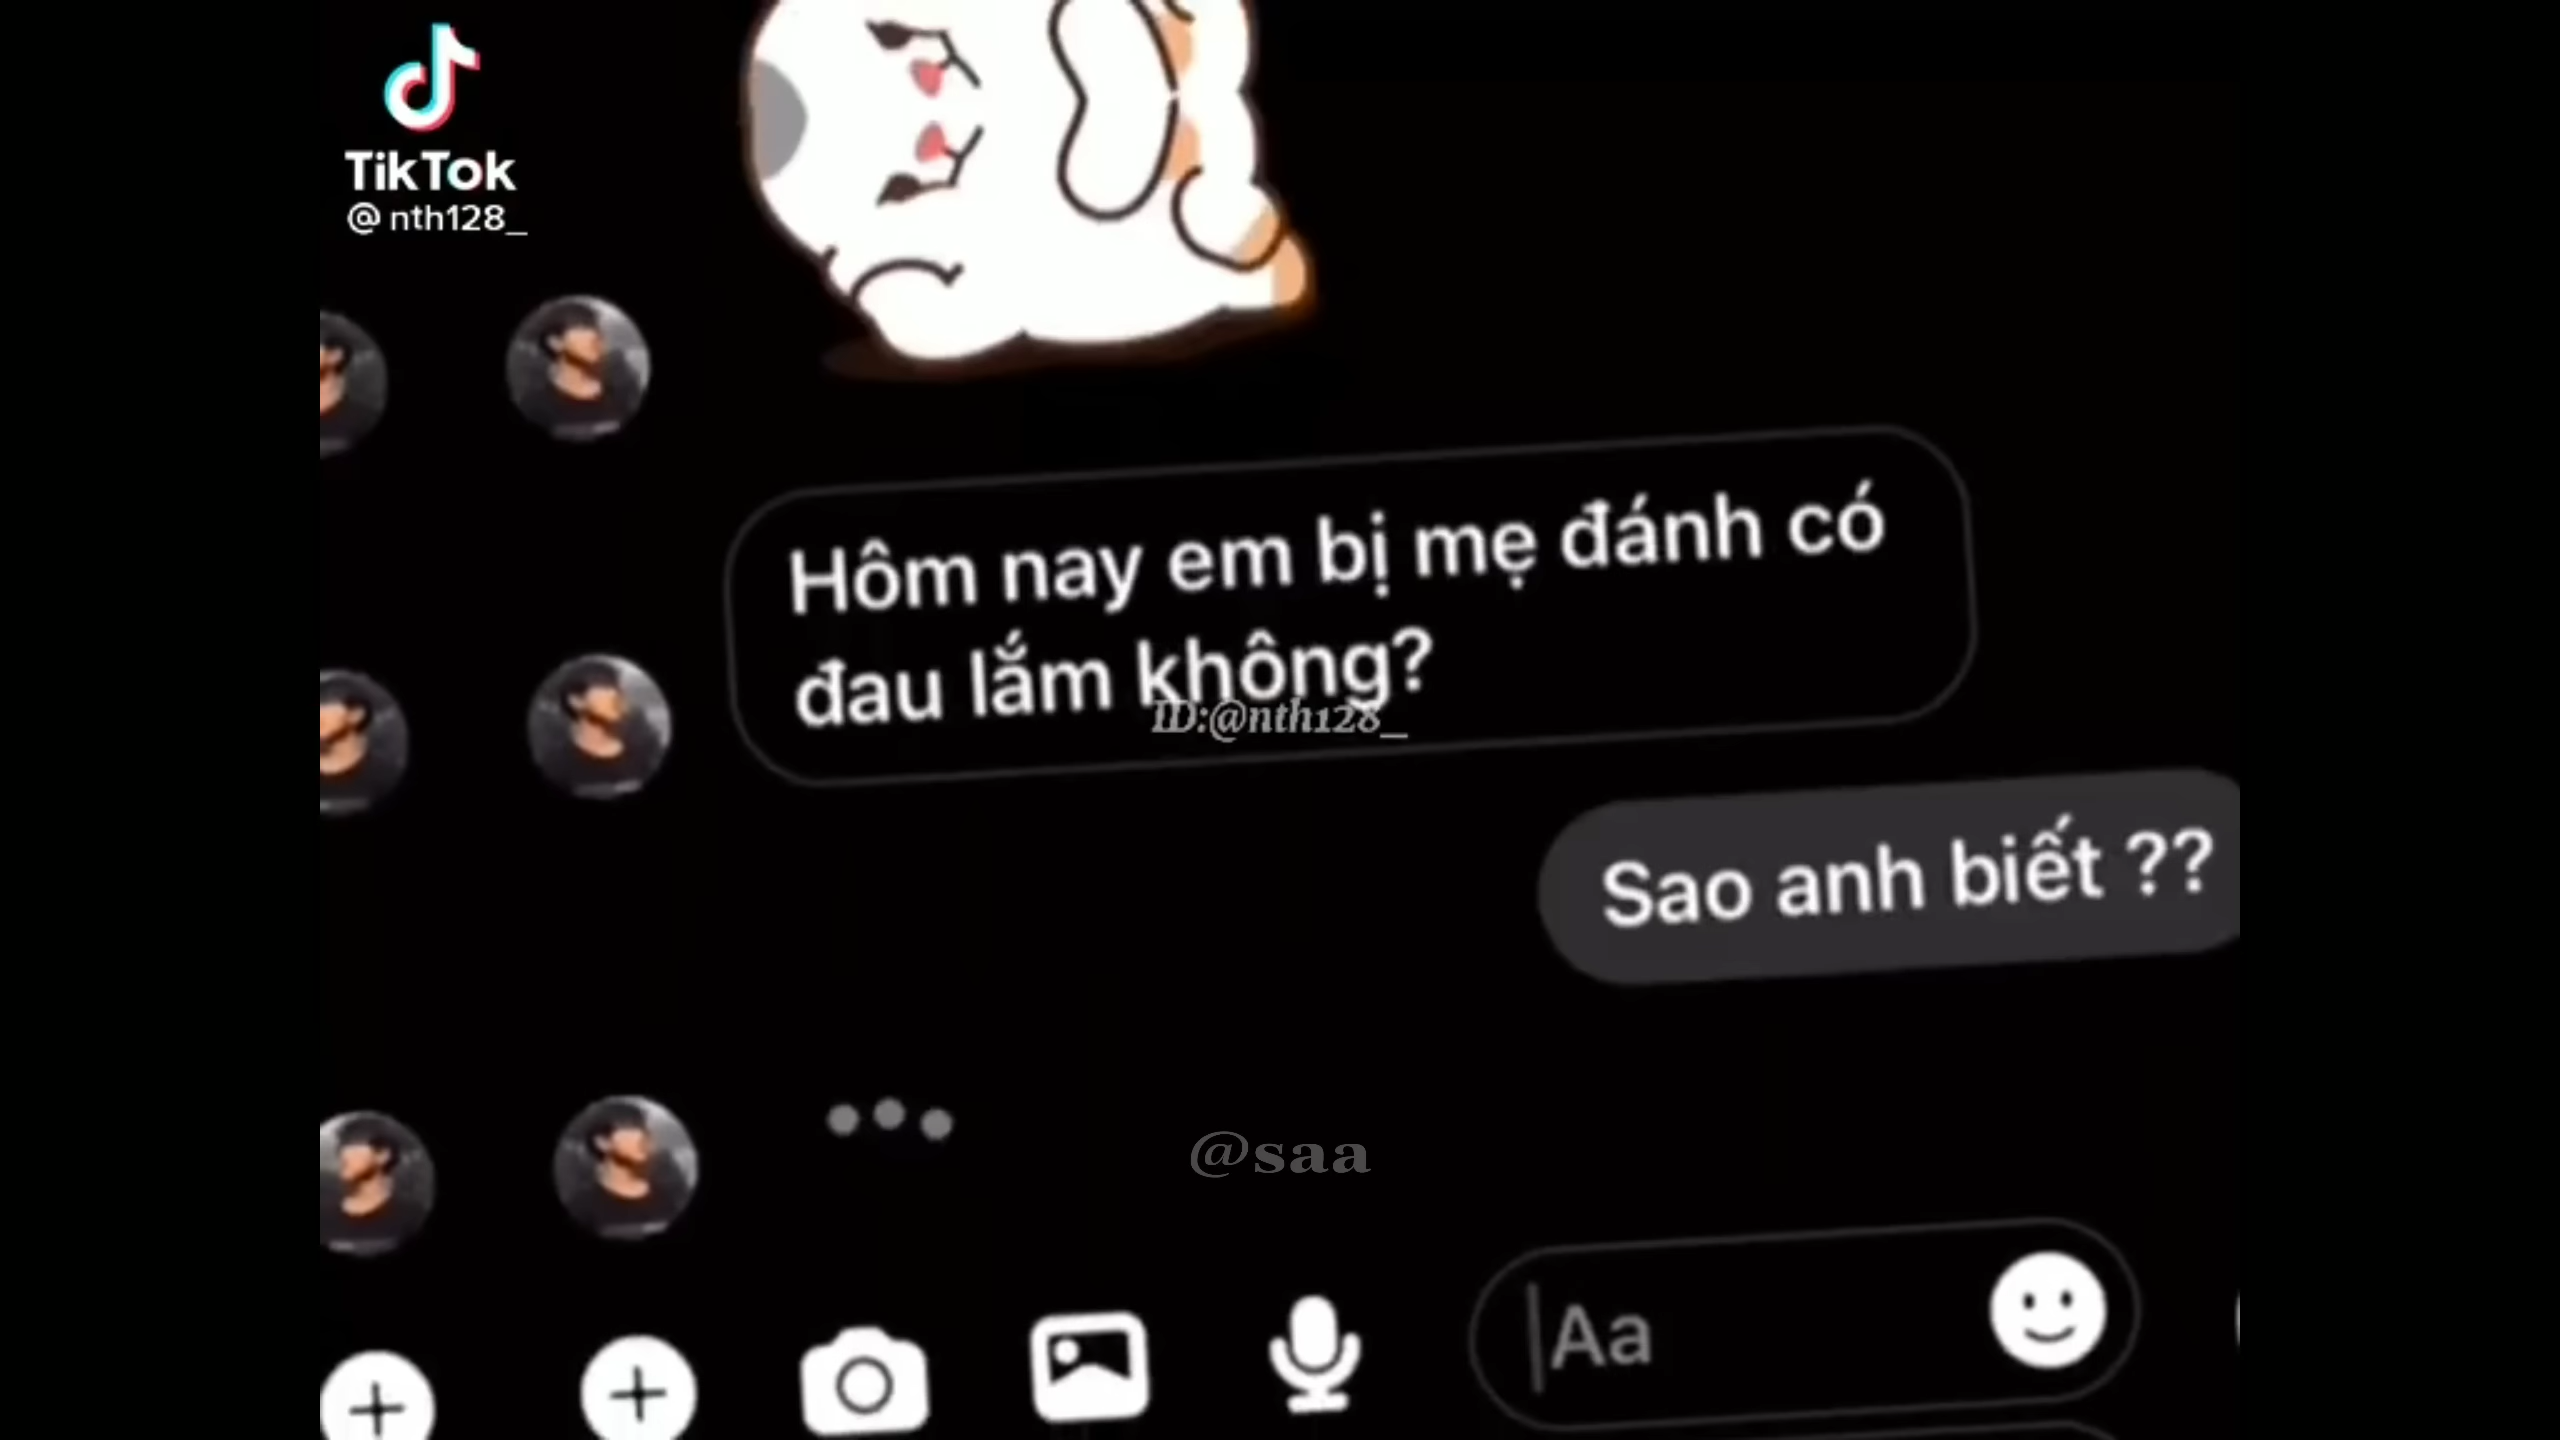 TikTok
@ nth128_
Hôm nay em bị mẹ đánh có
đau lắm không?
ID:@nth128_
Sao anh biết ??
@saa
Aa